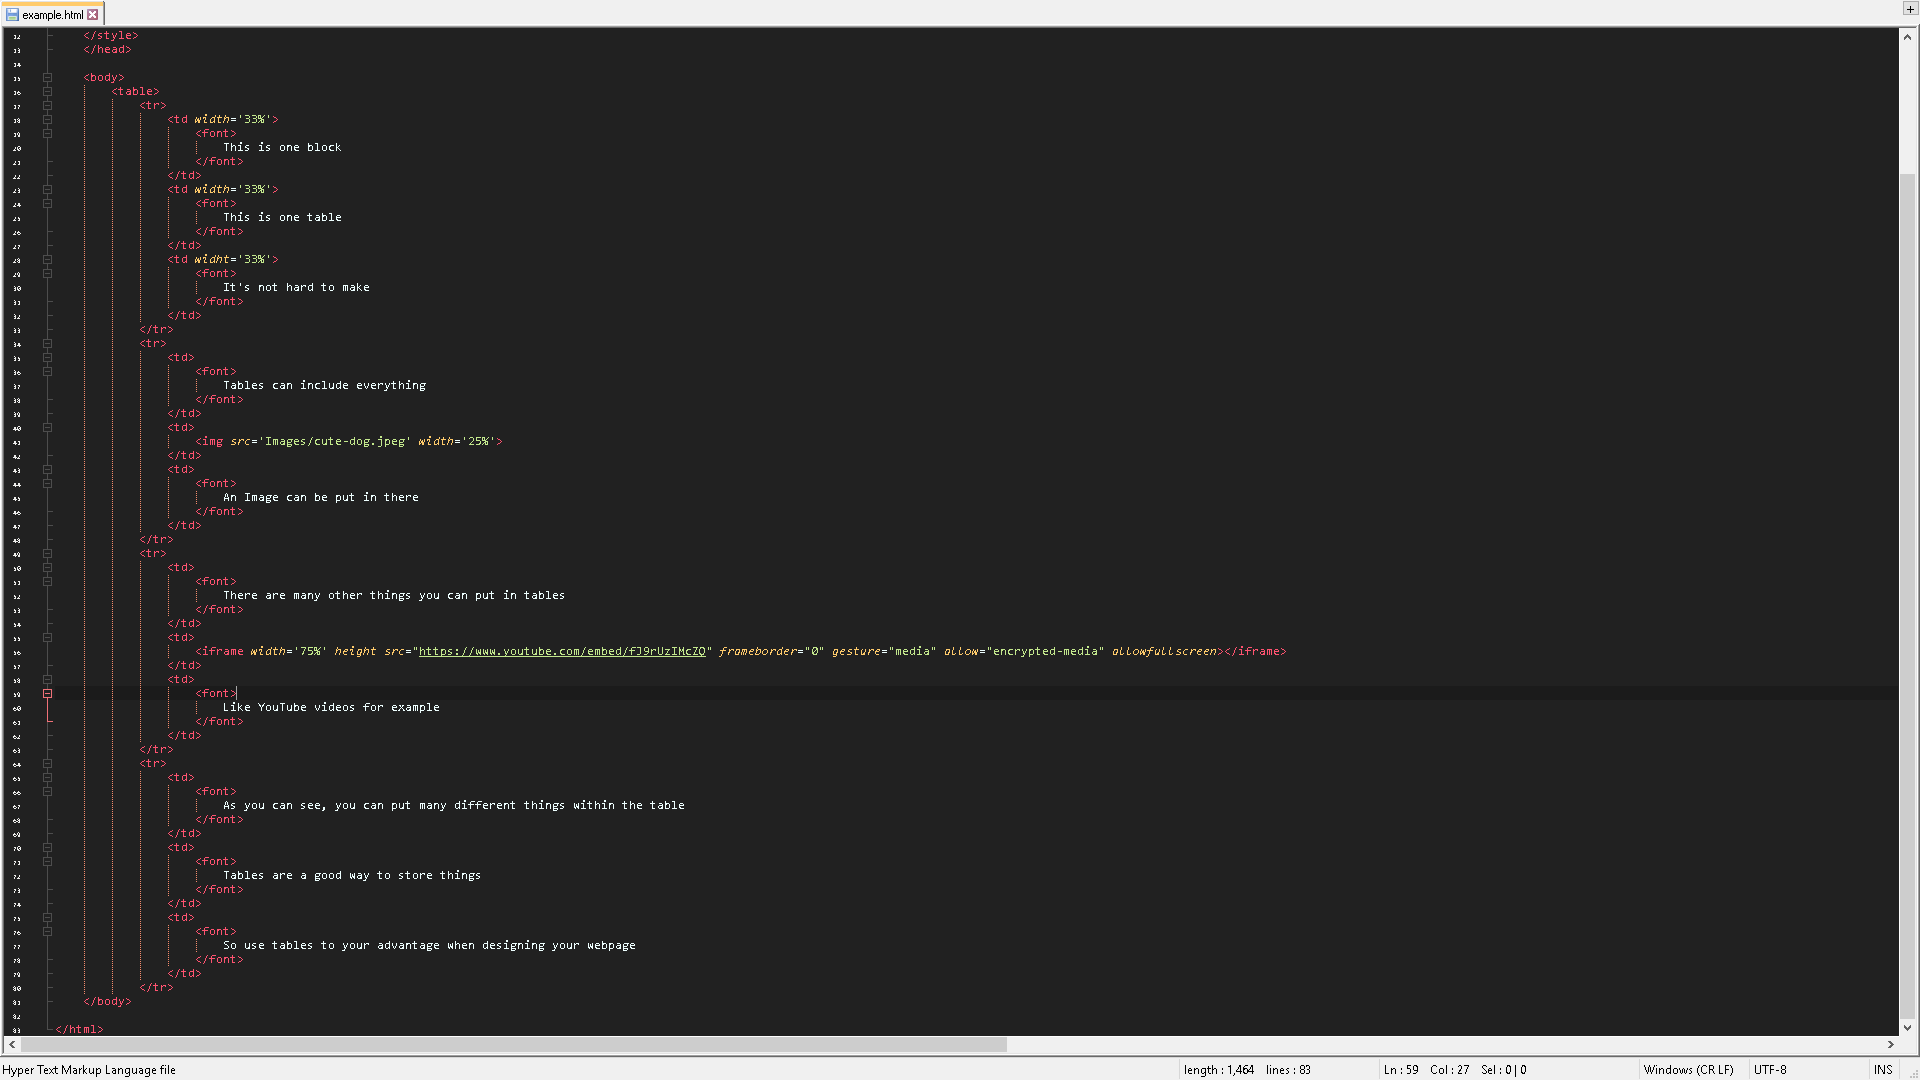 example.html
12 </style>
13 </head>
14
15 <body>
16 <table>
17 <tr>
18 <td width='33%'>
19 <font>
20 This is one block
21 </font>
22 </td>
23 <td width='33%'>
24 <font>
25 This is one table
26 </font>
27 </td>
28 <td widht='33%'>
29 <font>
30 It's not hard to make
31 </font>
32 </td>
33 </tr>
34 <tr>
35 <td>
36 <font>
37 Tables can include everything
38 </font>
39 </td>
40 <td>
41 <img src='Images/cute-dog.jpeg' width='25%'>
42 </td>
43 <td>
44 <font>
45 An Image can be put in there
46 </font>
47 </td>
48 </tr>
49 <tr>
50 <td>
51 <font>
52 There are many other things you can put in tables
53 </font>
54 </td>
55 <td>
56 <iframe width='75%' height src="https://www.youtube.com/embed/fJ9rUzIMcZQ" frameborder="0" gesture="media" allow="encrypted-media" allowfullscreen></iframe>
57 </td>
58 <td>
59 <font>
60 Like YouTube videos for example
61 </font>
62 </td>
63 </tr>
64 <tr>
65 <td>
66 <font>
67 As you can see, you can put many different things within the table
68 </font>
69 </td>
70 <td>
71 <font>
72 Tables are a good way to store things
73 </font>
74 </td>
75 <td>
76 <font>
77 So use tables to your advantage when designing your webpage
78 </font>
79 </td>
80 </tr>
81 </body>
82
83 </html>
Hyper Text Markup Language file length : 1,464 lines : 83 Ln : 59 Col : 27 Sel : 0 | 0 Windows (CR LF) UTF-8 INS